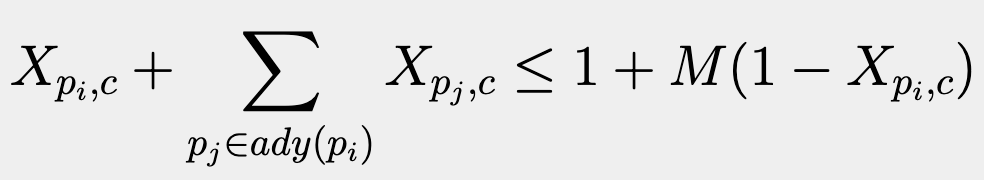 $X_{p_i,c} + \sum_{p_j \in ady(p_i)} X_{p_j,c} \leq 1 + M(1 - X_{p_i,c})$